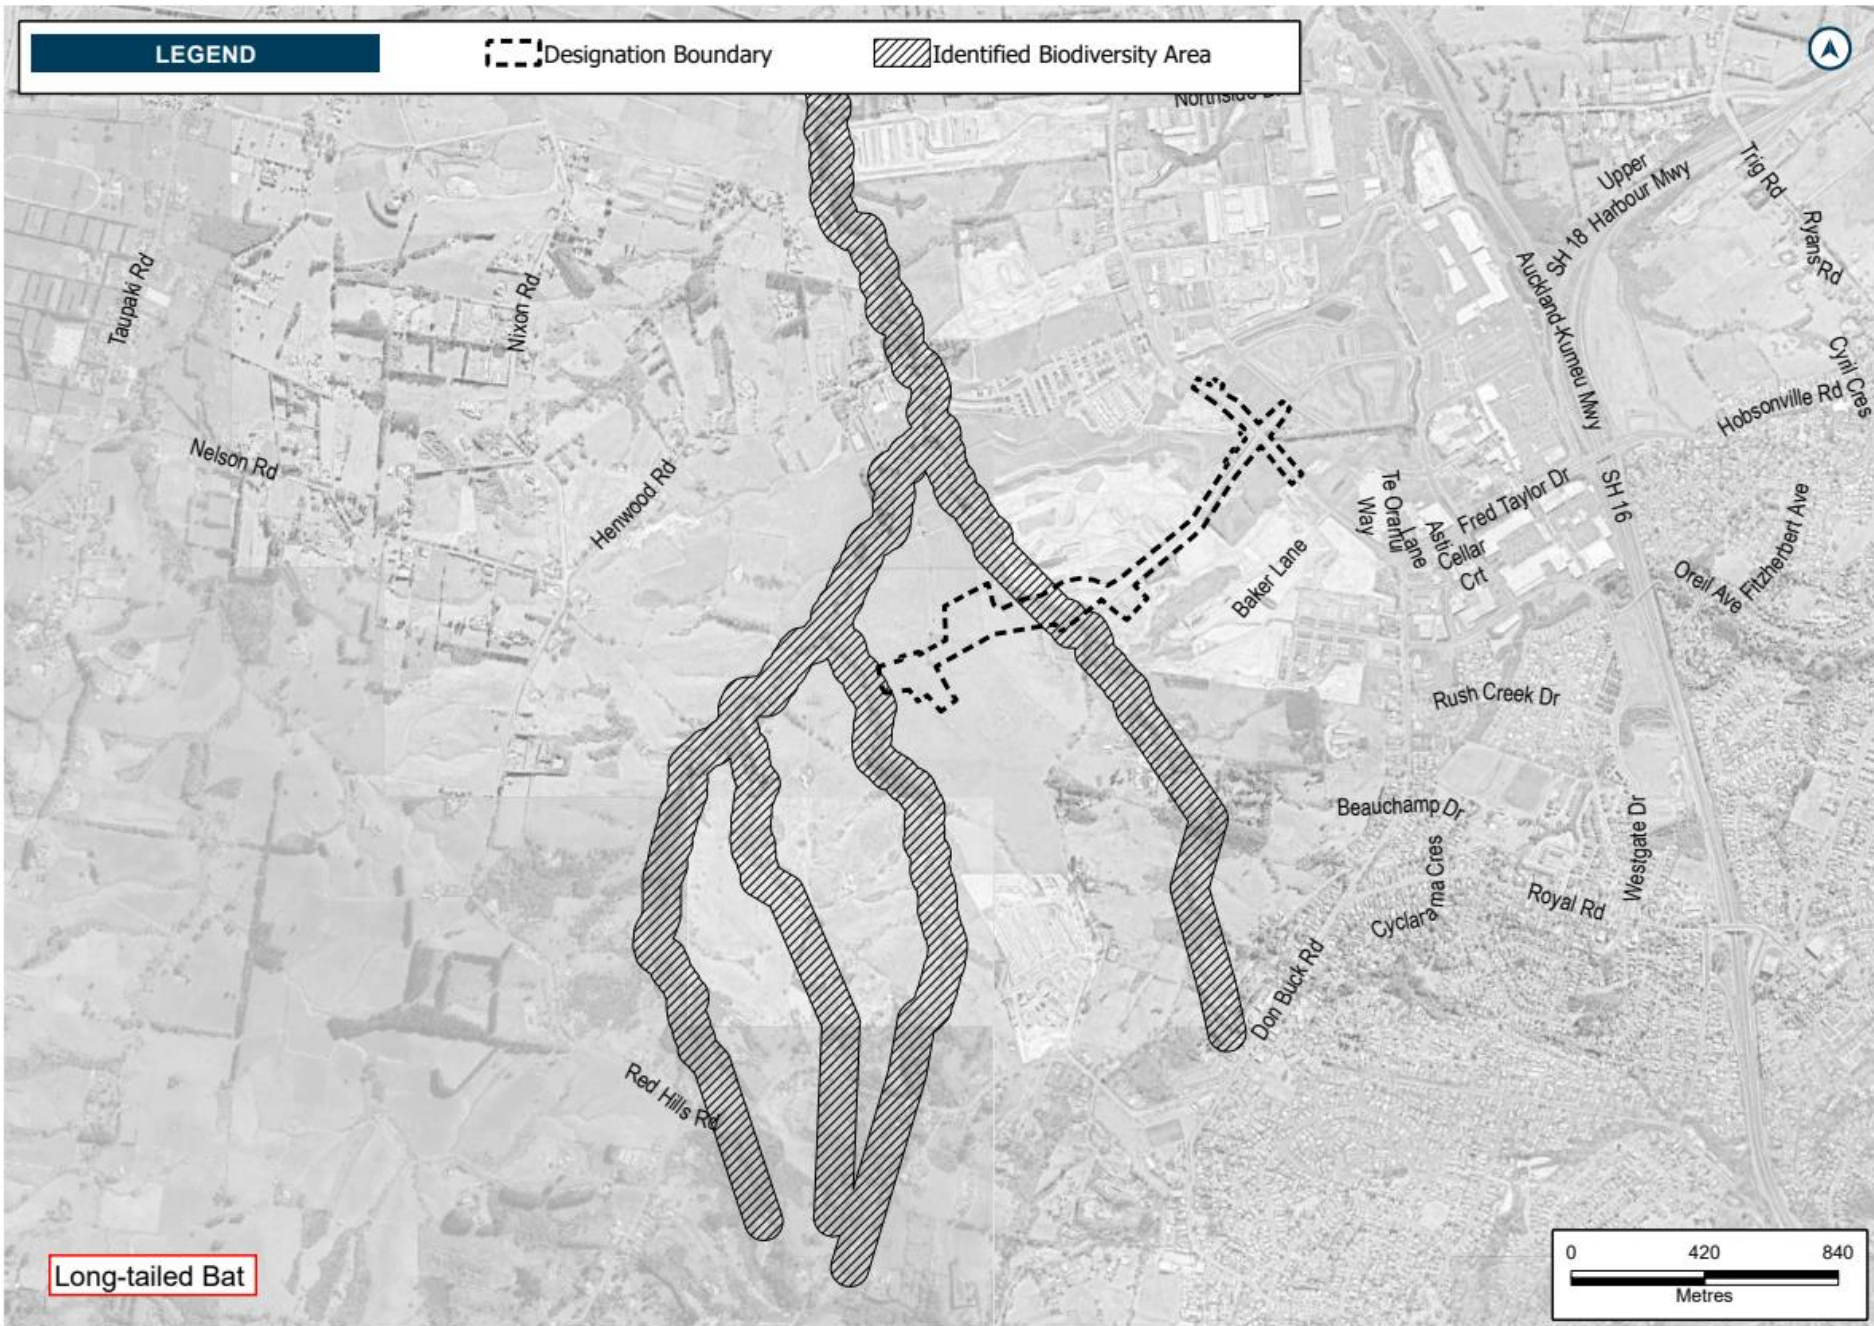 LEGEND
Designation Boundary
Identified Biodiversity Area
Trig Rd
Upper
Harbour Mwy
SH 18
Ryans Rd
Taupaki Rd
Nixon Rd
Auckland-Kumeu Mwy
Cyril Cres
Hobsonville Rd
Nelson Rd
Henwood Rd
Te Oranui
Way
Fred Taylor Dr
SH 16
Asti
Lane
Cellar
Crt
Fitzherbert Ave
Oreil Ave
Baker Lane
Rush Creek Dr
Beauchamp Dr
Westgate Dr
Cyclarama Cres
Royal Rd
Don Buck Rd
Red Hills Rd
Long-tailed Bat
0 420 840
Metres